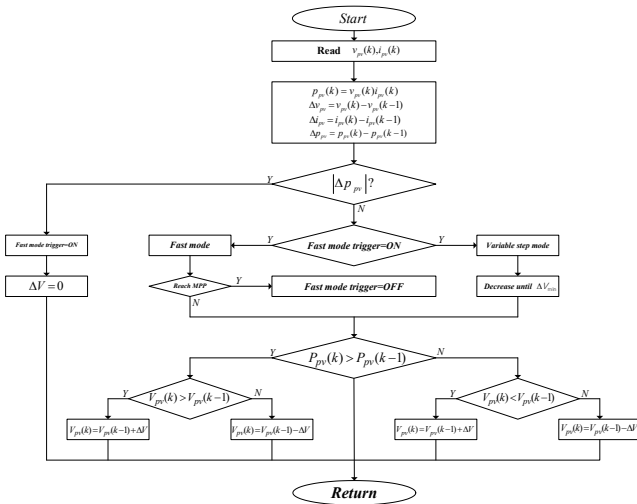 Start
Read v_pv(k),i_pv(k)
p_pv(k) = v_pv(k)i_pv(k)
Δv_pv = v_pv(k) − v_pv(k−1)
Δi_pv = i_pv(k) − i_pv(k−1)
Δp_pv = p_pv(k) − p_pv(k−1)
Y
|Δp_pv|?
N
Fast mode trigger=ON
Fast mode
Y
Fast mode trigger=ON
Y
Variable step mode
ΔV = 0
Reach MPP
Y
Fast mode trigger=OFF
Decrease until ΔV_min
N
Y
P_pv(k) > P_pv(k−1)
N
Y
V_pv(k) > V_pv(k−1)
N
Y
V_pv(k) < V_pv(k−1)
N
V_pv(k)=V_pv(k−1)+ΔV
V_pv(k)=V_pv(k−1)−ΔV
V_pv(k)=V_pv(k−1)+ΔV
V_pv(k)=V_pv(k−1)−ΔV
Return